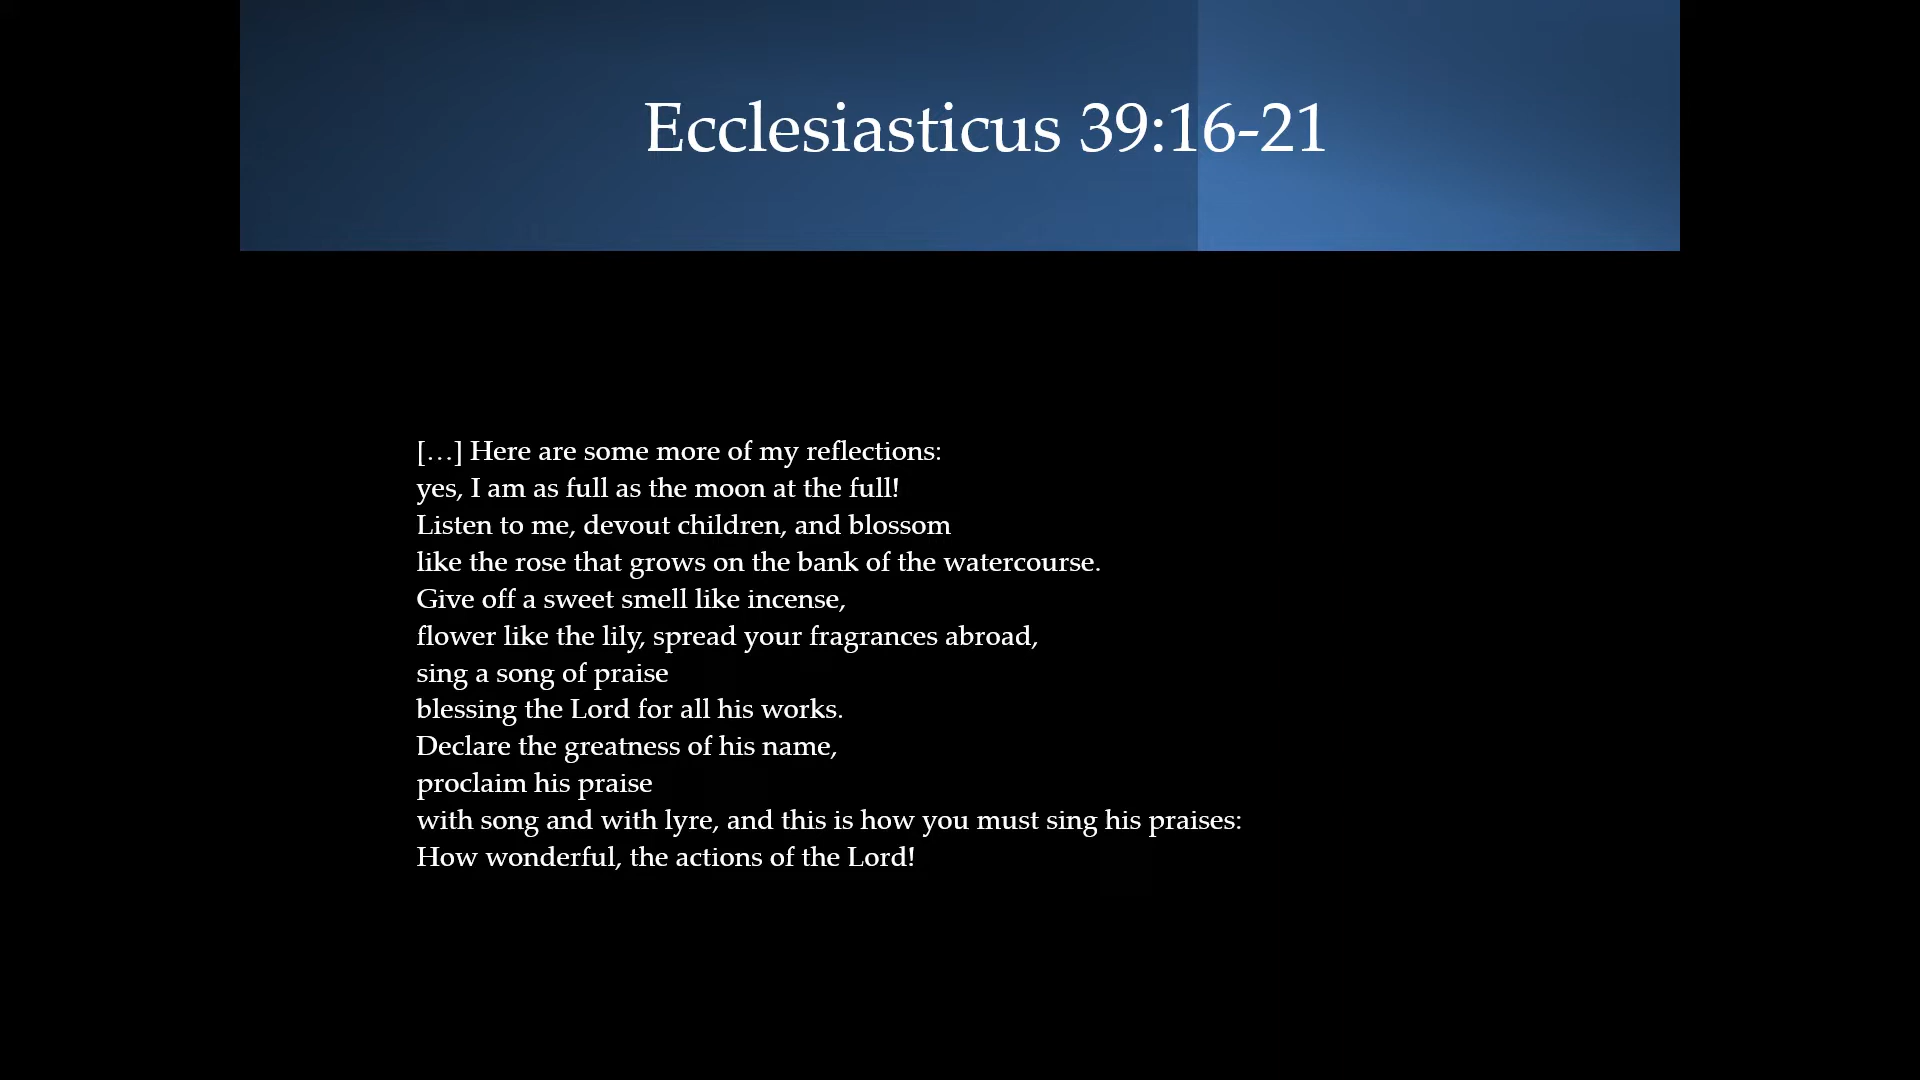 Ecclesiasticus 39:16-21
[…] Here are some more of my reflections:
yes, I am as full as the moon at the full!
Listen to me, devout children, and blossom
like the rose that grows on the bank of the watercourse.
Give off a sweet smell like incense,
flower like the lily, spread your fragrances abroad,
sing a song of praise
blessing the Lord for all his works.
Declare the greatness of his name,
proclaim his praise
with song and with lyre, and this is how you must sing his praises:
How wonderful, the actions of the Lord!